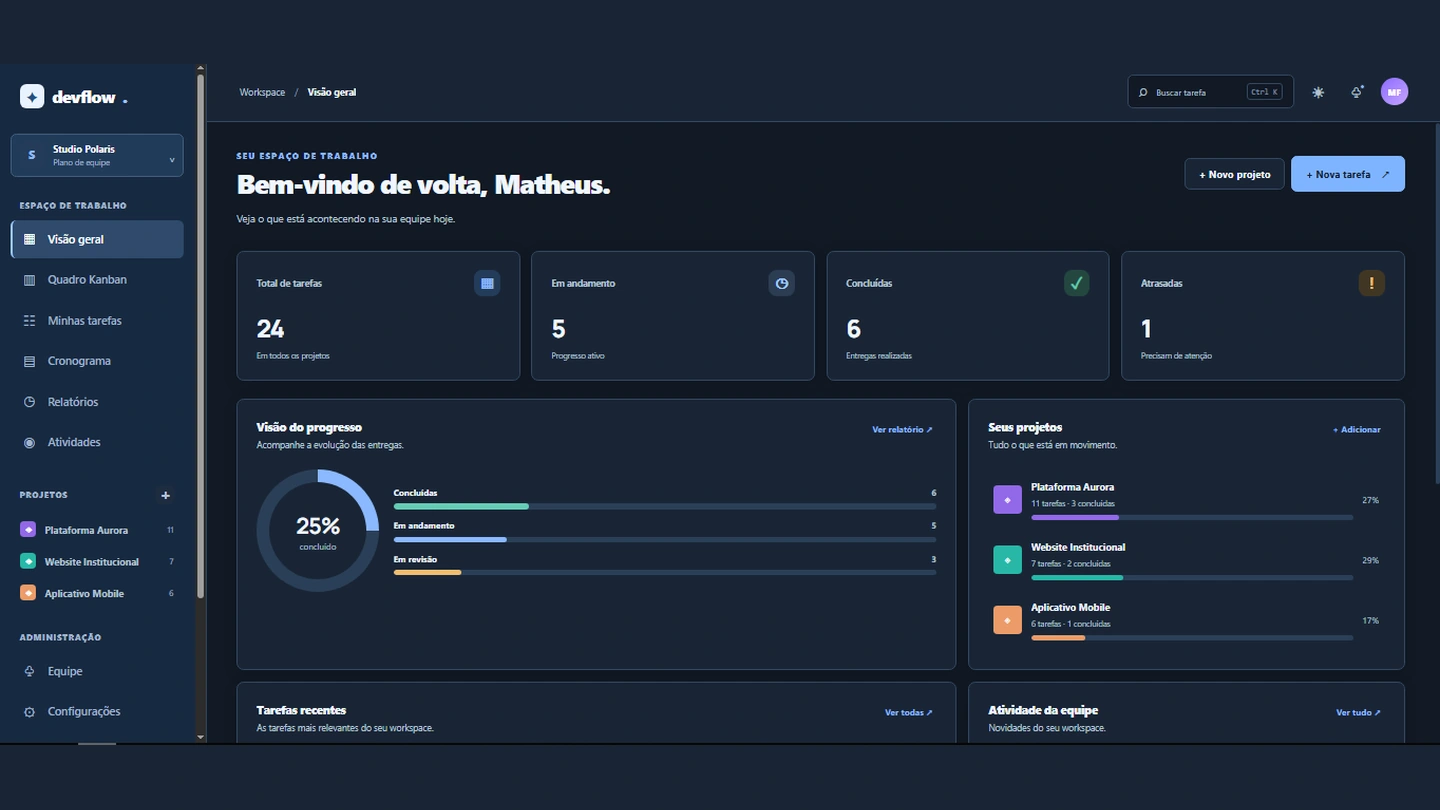 devflow.
Workspace / Visão geral
Buscar tarefa Ctrl K
MF
S
Studio Polaris
Plano de equipe
v
ESPAÇO DE TRABALHO
Visão geral
Quadro Kanban
Minhas tarefas
Cronograma
Relatórios
Atividades
PROJETOS +
Plataforma Aurora 11
Website Institucional 7
Aplicativo Mobile 6
ADMINISTRAÇÃO
Equipe
Configurações
SEU ESPAÇO DE TRABALHO
Bem-vindo de volta, Matheus.
Veja o que está acontecendo na sua equipe hoje.
+ Novo projeto
+ Nova tarefa ↗
Total de tarefas
24
Em todos os projetos
Em andamento
5
Progresso ativo
Concluídas
✓
6
Entregas realizadas
Atrasadas
!
1
Precisam de atenção
Visão do progresso
Ver relatório ↗
Acompanhe a evolução das entregas.
25%
concluído
Concluídas 6
Em andamento 5
Em revisão 3
Seus projetos
+ Adicionar
Tudo o que está em movimento.
Plataforma Aurora
11 tarefas · 3 concluídas
27%
Website Institucional
7 tarefas · 2 concluídas
29%
Aplicativo Mobile
6 tarefas · 1 concluídas
17%
Tarefas recentes
Ver todas ↗
As tarefas mais relevantes do seu workspace.
Atividade da equipe
Ver tudo ↗
Novidades do seu workspace.